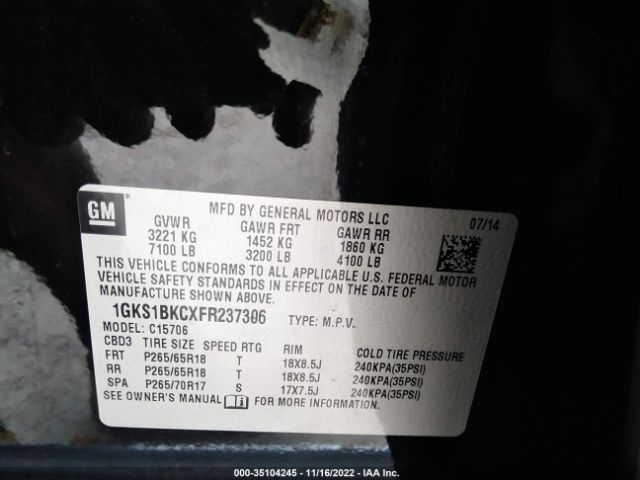 GM
MFD BY GENERAL MOTORS LLC
07/14
GVWR GAWR FRT GAWR RR
3221 KG 1452 KG 1860 KG
7100 LB 3200 LB 4100 LB
THIS VEHICLE CONFORMS TO ALL APPLICABLE U.S. FEDERAL MOTOR
VEHICLE SAFETY STANDARDS IN EFFECT ON THE DATE OF
MANUFACTURE SHOWN ABOVE.
1GKS1BKCXFR237306 TYPE: M.P.V.
MODEL: C15706
CBD3 TIRE SIZE SPEED RTG RIM COLD TIRE PRESSURE
FRT P265/65R18 T 18X8.5J 240KPA(35PSI)
RR P265/65R18 T 18X8.5J 240KPA(35PSI)
SPA P265/70R17 S 17X7.5J 240KPA(35PSI)
SEE OWNER'S MANUAL FOR MORE INFORMATION.
000-35104245 - 11/16/2022 - IAA Inc.